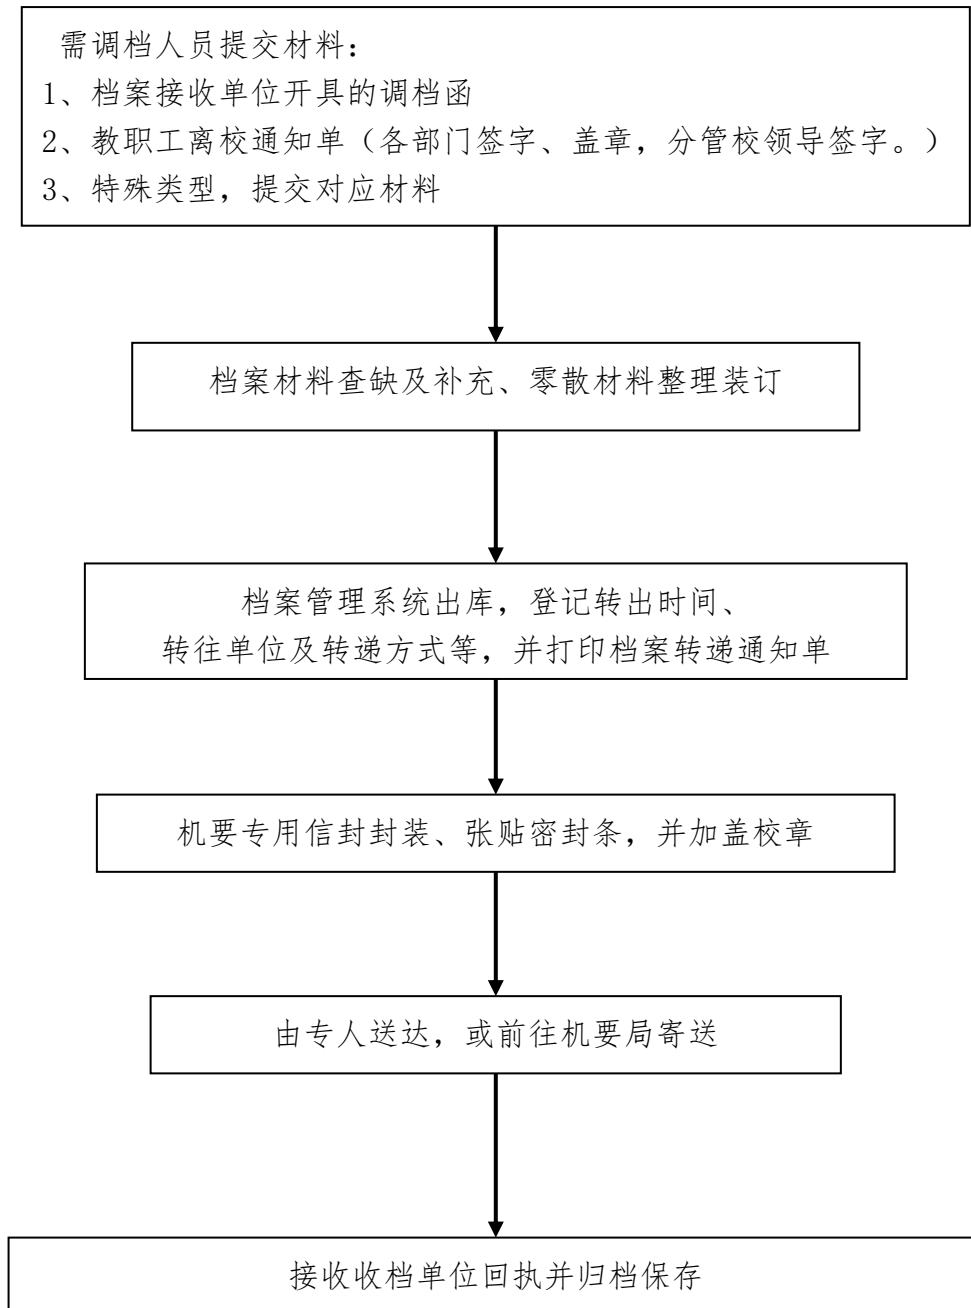 需调档人员提交材料：
1、档案接收单位开具的调档函
2、教职工离校通知单（各部门签字、盖章，分管校领导签字。）
3、特殊类型，提交对应材料
档案材料查缺及补充、零散材料整理装订
档案管理系统出库，登记转出时间、
转往单位及转递方式等，并打印档案转递通知单
机要专用信封封装、张贴密封条，并加盖校章
由专人送达，或前往机要局寄送
接收收档单位回执并归档保存